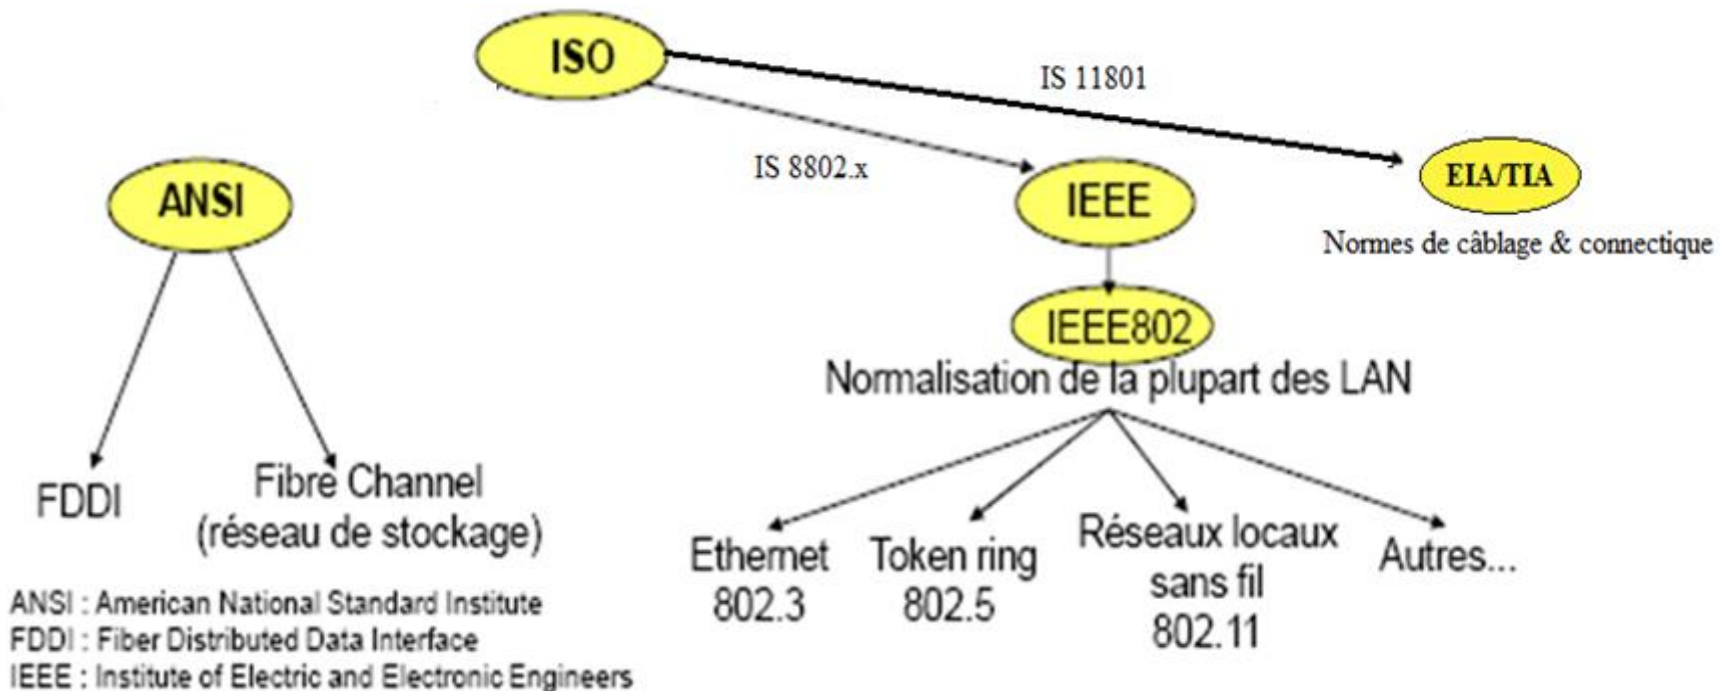 ISO
IS 11801
IS 8802.x
EIA/TIA
ANSI
IEEE
Normes de câblage & connectique
IEEE802
Normalisation de la plupart des LAN
FDDI
Fibre Channel
(réseau de stockage)
Ethernet
802.3
Token ring
802.5
Réseaux locaux
sans fil
802.11
Autres...
ANSI : American National Standard Institute
FDDI : Fiber Distributed Data Interface
IEEE : Institute of Electric and Electronic Engineers